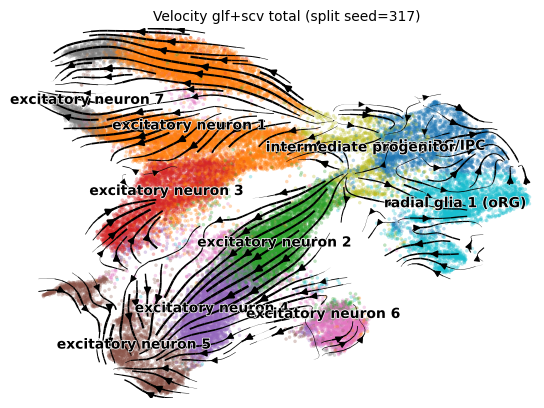 Velocity glf+scv total (split seed=317)
excitatory neuron 7
excitatory neuron 1
intermediate progenitor
/IPC
excitatory neuron 3
radial glia 1 (oRG)
excitatory neuron 2
excitatory neuron 4
excitatory neuron 6
excitatory neuron 5